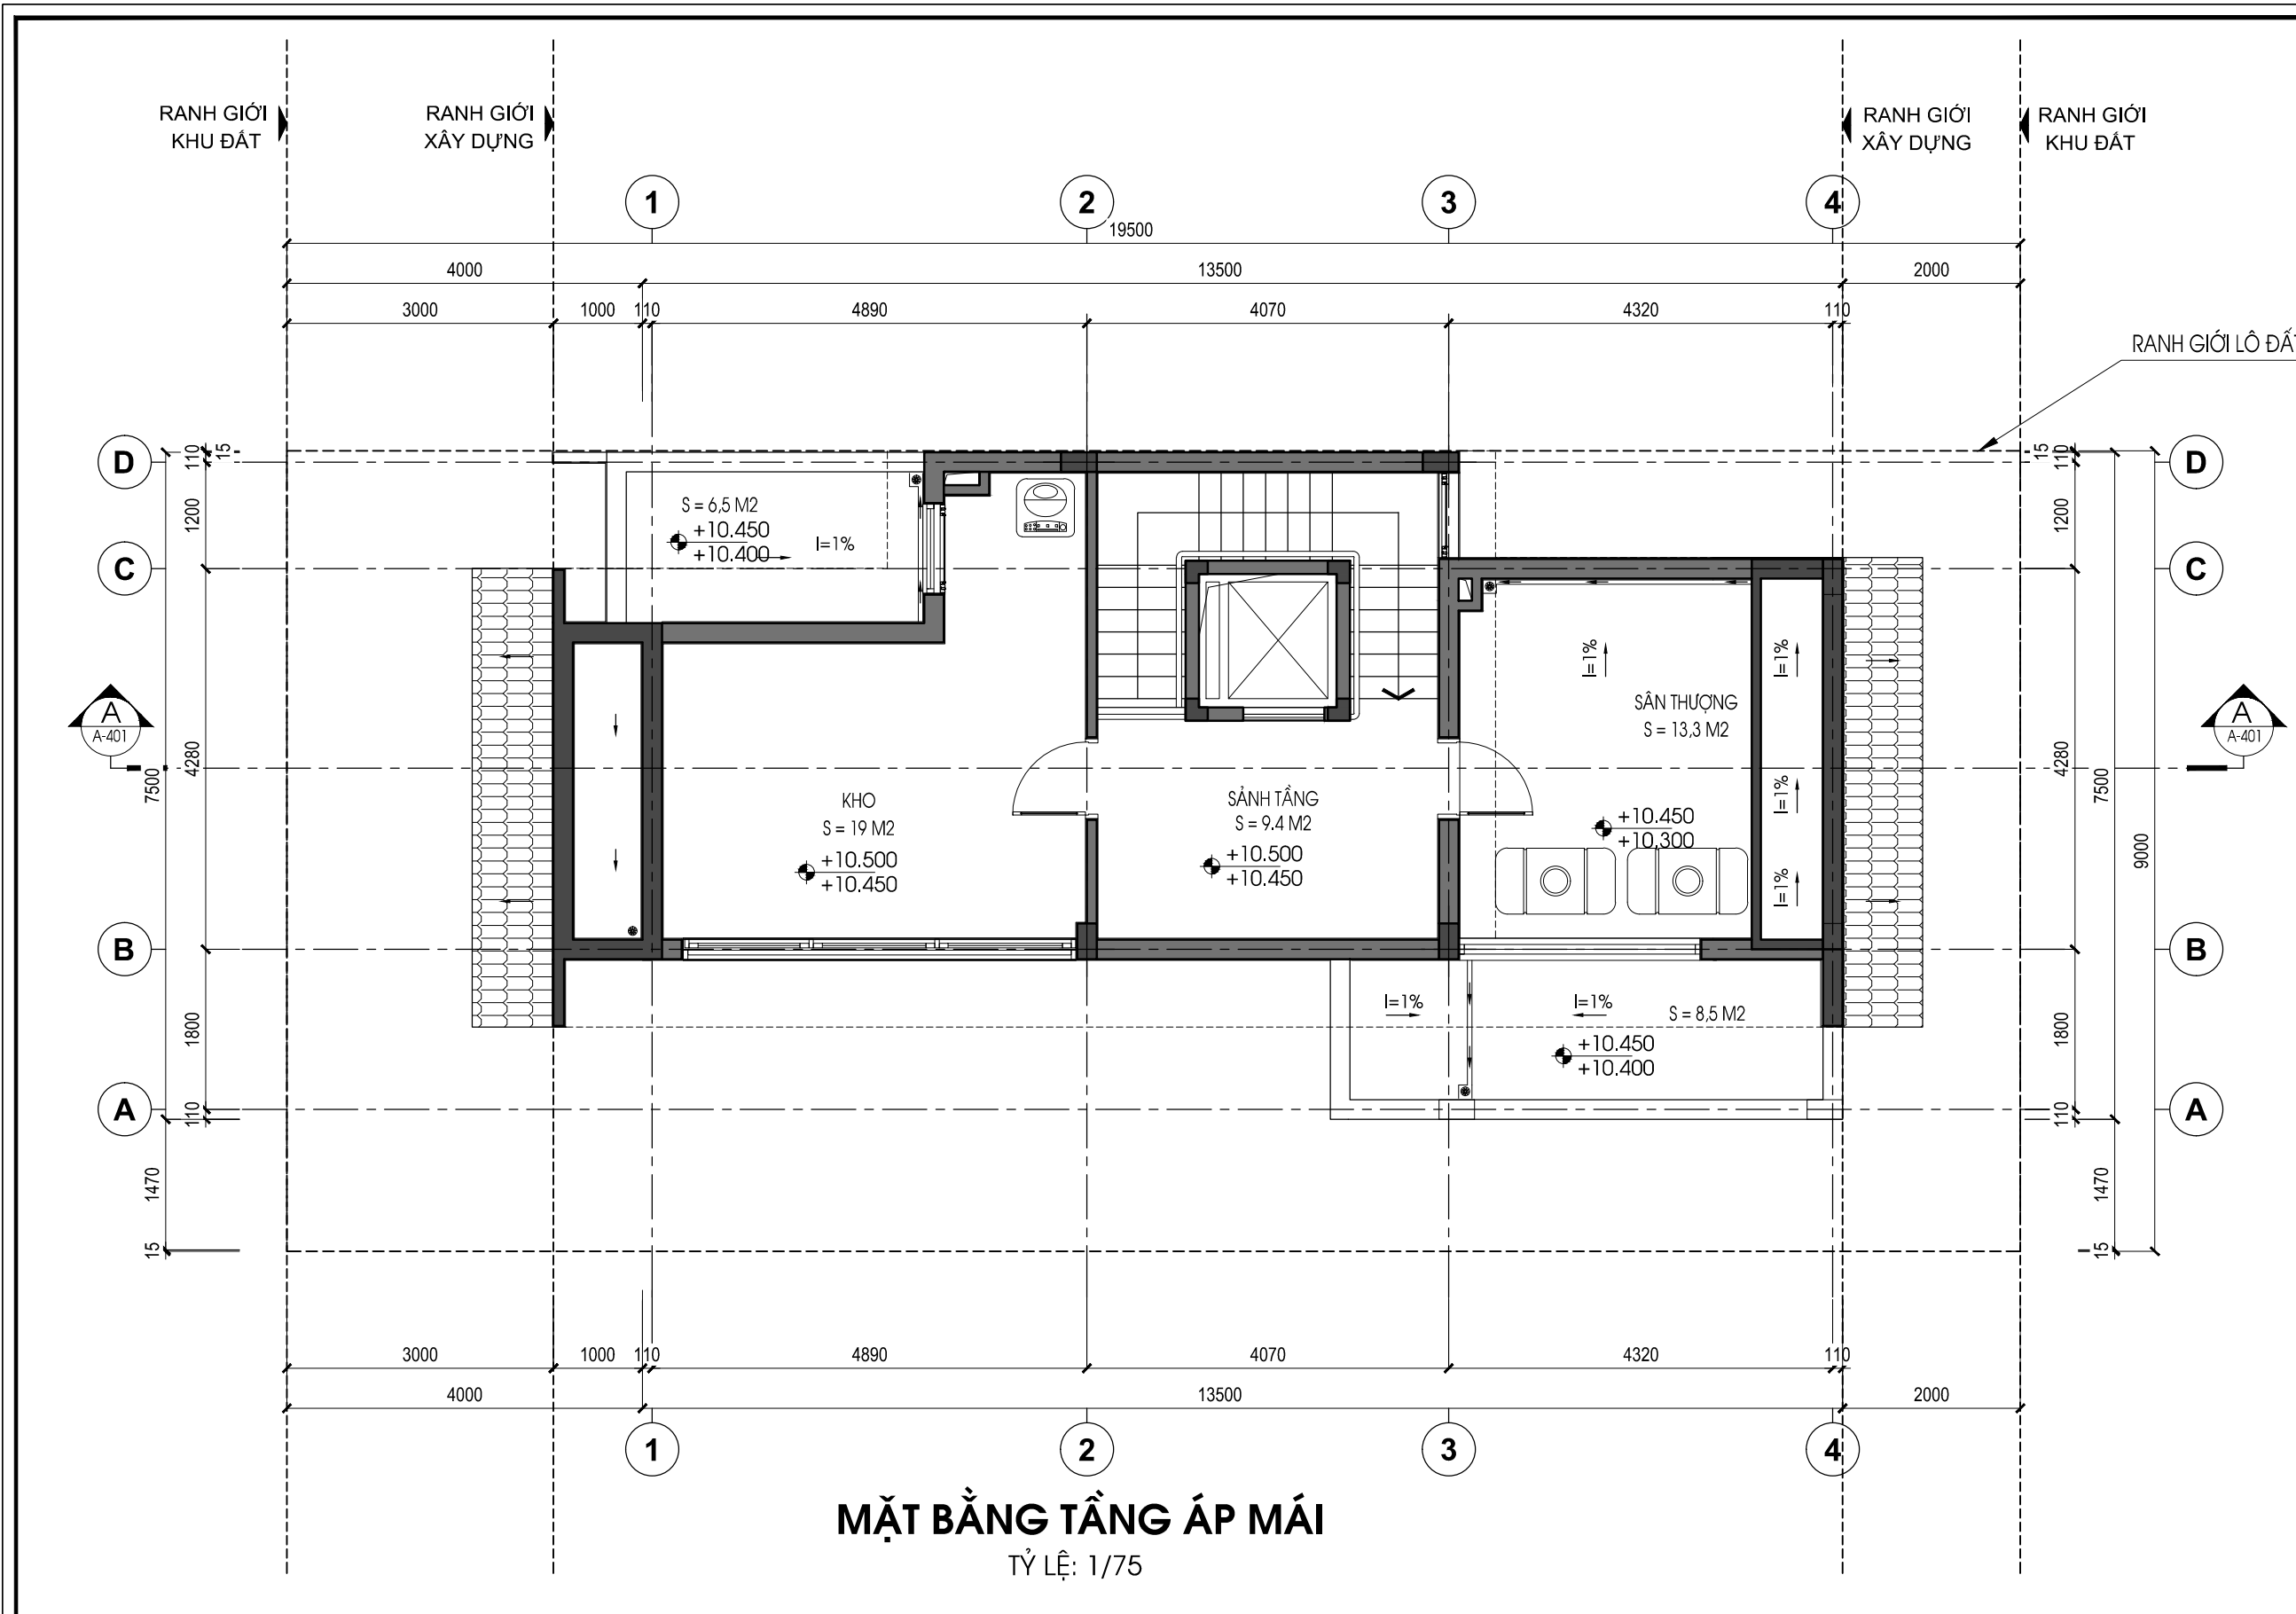 RANH GIỚI
KHU ĐẤT
RANH GIỚI
XÂY DỰNG
RANH GIỚI
XÂY DỰNG
RANH GIỚI
KHU ĐẤT
1
2
3
4
19500
4000
13500
2000
3000
1000
110
4890
4070
4320
110
RANH GIỚI LÔ ĐẤT
D
110
15
15
110
D
S = 6,5 M2
+10.450
+10.400
I=1%
1200
1200
C
C
I=1%
I=1%
SÂN THƯỢNG
S = 13,3 M2
A
A-401
A
A-401
7500
4280
4280
7500
9000
KHO
S = 19 M2
+10.500
+10.450
SẢNH TẦNG
S = 9.4 M2
+10.500
+10.450
+10.450
+10,300
I=1%
I=1%
B
B
I=1%
I=1%
S = 8,5 M2
+10.450
+10.400
1800
1800
A
110
110
A
1470
1470
15
15
3000
1000
110
4890
4070
4320
110
4000
13500
2000
1
2
3
4
MẶT BẰNG TẦNG ÁP MÁI
TỶ LỆ: 1/75